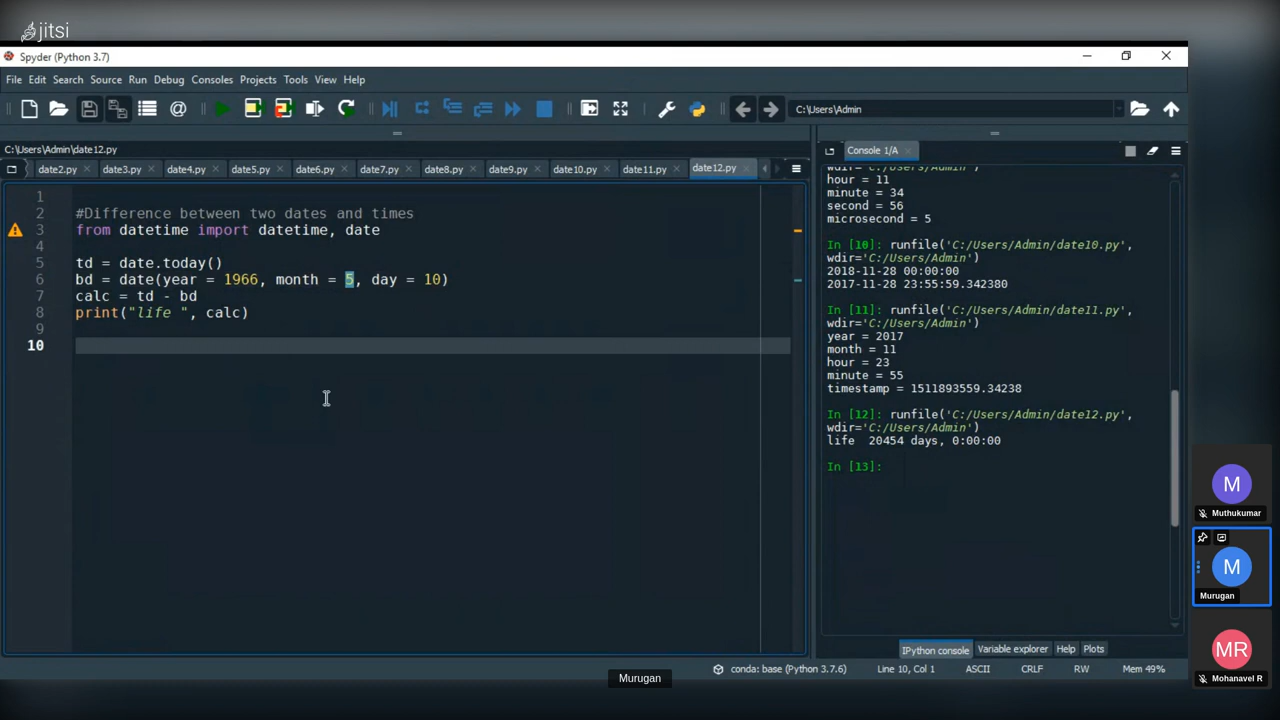 jitsi
Spyder (Python 3.7)
File Edit Search Source Run Debug Consoles Projects Tools View Help
C:\Users\Admin
C:\Users\Admin\date12.py
date2.py date3.py date4.py date5.py date6.py date7.py date8.py date9.py date10.py date11.py date12.py
1
2 #Difference between two dates and times
3 from datetime import datetime, date
4
5 td = date.today()
6 bd = date(year = 1966, month = 5, day = 10)
7 calc = td - bd
8 print("life ", calc)
9
10
Console 1/A
wdir='C:/Users/Admin')
hour = 11
minute = 34
second = 56
microsecond = 5
In [10]: runfile('C:/Users/Admin/date10.py',
wdir='C:/Users/Admin')
2018-11-28 00:00:00
2017-11-28 23:55:59.342380
In [11]: runfile('C:/Users/Admin/date11.py',
wdir='C:/Users/Admin')
year = 2017
month = 11
hour = 23
minute = 55
timestamp = 1511893559.34238
In [12]: runfile('C:/Users/Admin/date12.py',
wdir='C:/Users/Admin')
life  20454 days, 0:00:00
In [13]:
IPython console Variable explorer Help Plots
conda: base (Python 3.7.6) Line 10, Col 1 ASCII CRLF RW Mem 49%
Murugan
M
Muthukumar
M
Murugan
MR
Mohanavel R